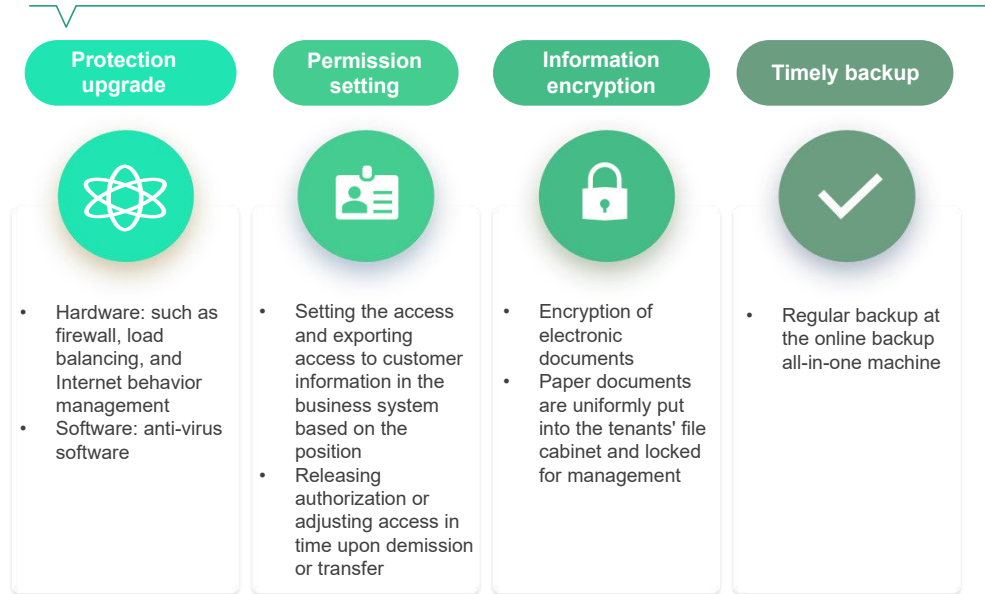 Protection
upgrade
• Hardware: such as
firewall, load
balancing, and
Internet behavior
management
• Software: anti-virus
software
Permission
setting
• Setting the access
and exporting
access to customer
information in the
business system
based on the
position
• Releasing
authorization or
adjusting access in
time upon demission
or transfer
Information
encryption
• Encryption of
electronic
documents
• Paper documents
are uniformly put
into the tenants' file
cabinet and locked
for management
Timely backup
• Regular backup at
the online backup
all-in-one machine